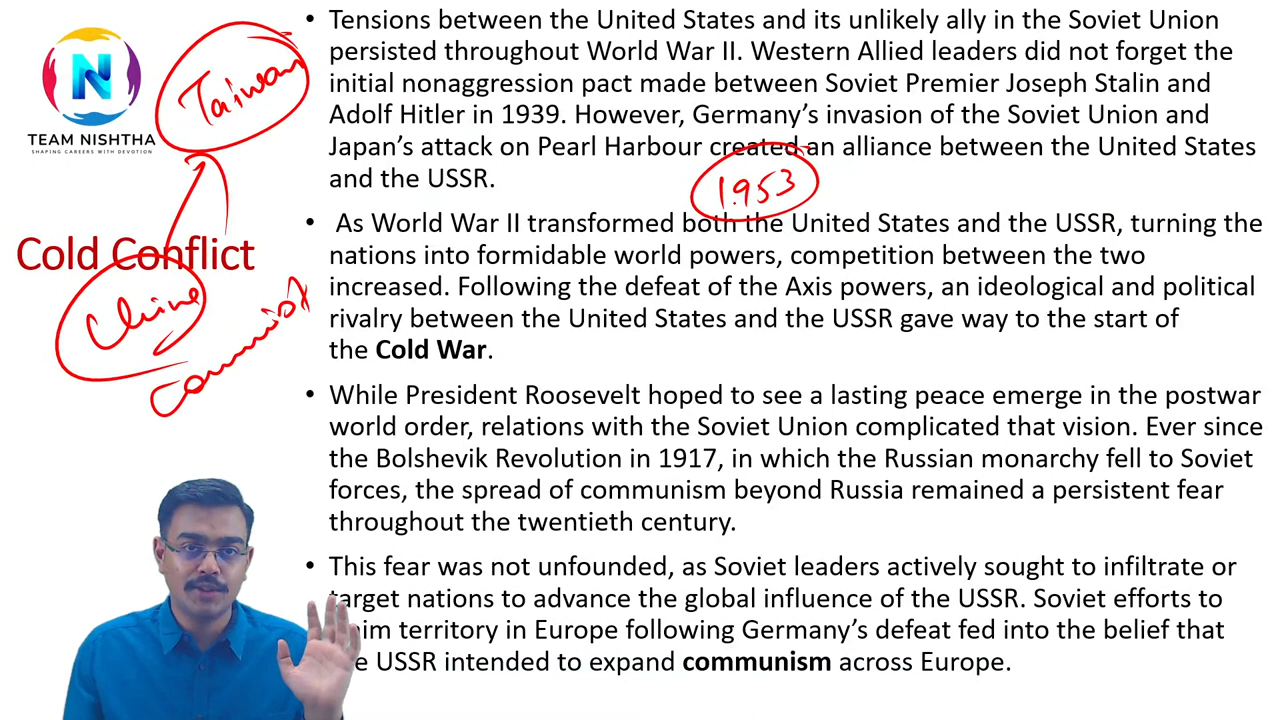 TEAM NISHTHA
SHAPING CAREERS WITH DEVOTION
Taiwan
Cold Conflict
China
Communist
• Tensions between the United States and its unlikely ally in the Soviet Union
persisted throughout World War II. Western Allied leaders did not forget the
initial nonaggression pact made between Soviet Premier Joseph Stalin and
Adolf Hitler in 1939. However, Germany’s invasion of the Soviet Union and
Japan’s attack on Pearl Harbour created an alliance between the United States
and the USSR.
1953
• As World War II transformed both the United States and the USSR, turning the
nations into formidable world powers, competition between the two
increased. Following the defeat of the Axis powers, an ideological and political
rivalry between the United States and the USSR gave way to the start of
the Cold War.
• While President Roosevelt hoped to see a lasting peace emerge in the postwar
world order, relations with the Soviet Union complicated that vision. Ever since
the Bolshevik Revolution in 1917, in which the Russian monarchy fell to Soviet
forces, the spread of communism beyond Russia remained a persistent fear
throughout the twentieth century.
• This fear was not unfounded, as Soviet leaders actively sought to infiltrate or
target nations to advance the global influence of the USSR. Soviet efforts to
territory in Europe following Germany’s defeat fed into the belief that
USSR intended to expand communism across Europe.